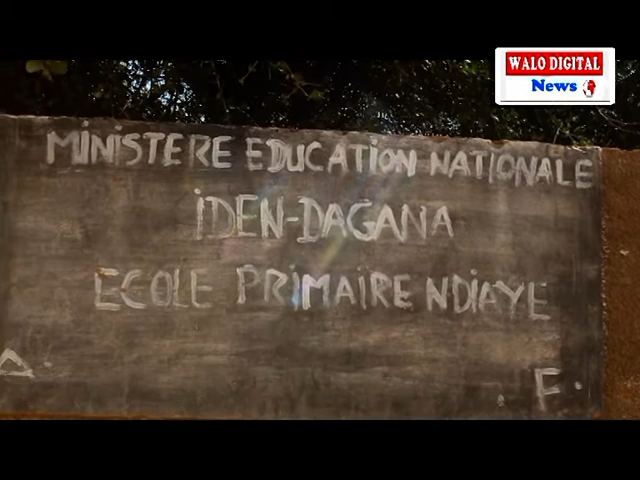 WALO DIGITAL
News
MiNiSTERE EDUCATiON NATiONALE
iDEN-DAGANA
ECOLE PRiMAiRE NDiAYE
A.
. F.